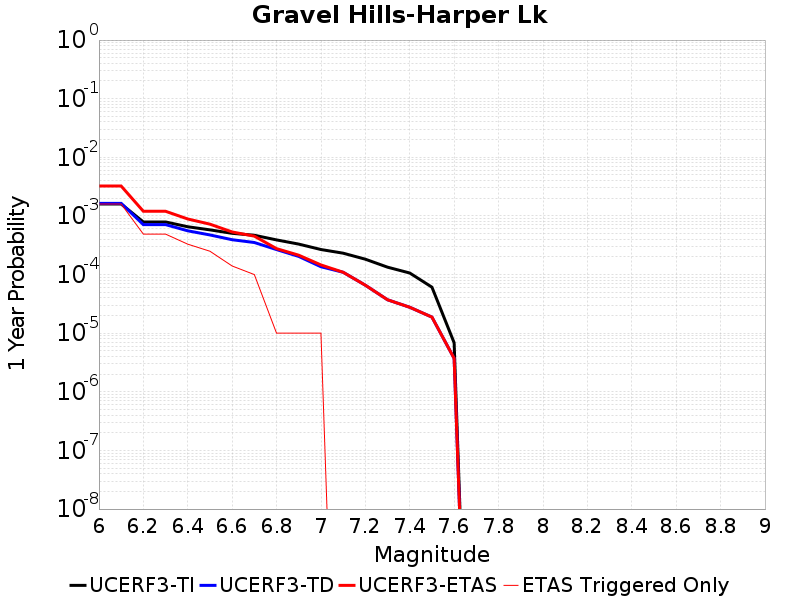 Gravel Hills-Harper Lk
10^0
10^-1
10^-2
10^-3
10^-4
10^-5
10^-6
10^-7
10^-8
1 Year Probability
6 6.2 6.4 6.6 6.8 7 7.2 7.4 7.6 7.8 8 8.2 8.4 8.6 8.8 9
Magnitude
UCERF3-TI UCERF3-TD UCERF3-ETAS ETAS Triggered Only